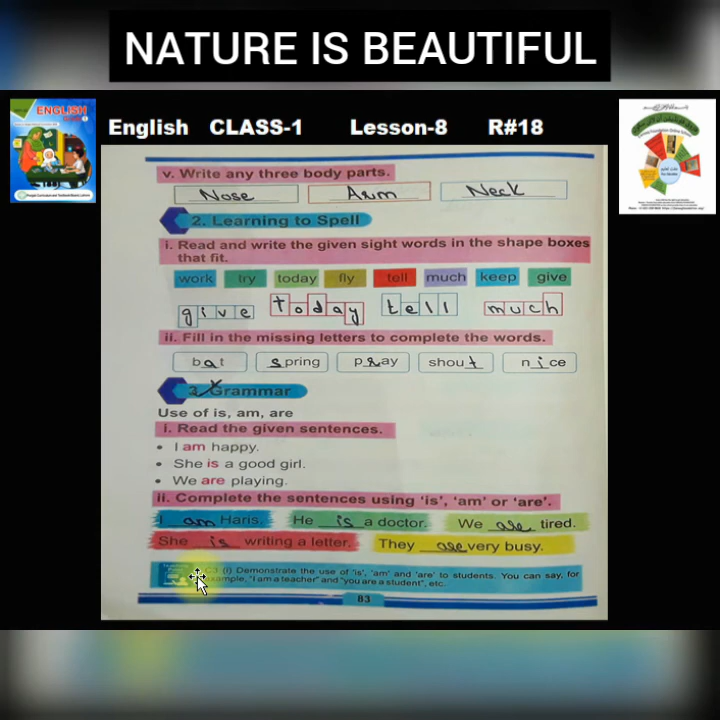 NATURE IS BEAUTIFUL
ENGLISH
English CLASS-1 Lesson-8 R#18
v. Write any three body parts.
Nose Arm Neck
2. Learning to Spell
i. Read and write the given sight words in the shape boxes
that fit.
work try today fly tell much keep give
give today tell much
ii. Fill in the missing letters to complete the words.
bat spring pray shout nice
3. Grammar
Use of is, am, are
i. Read the given sentences.
• I am happy.
• She is a good girl.
• We are playing.
ii. Complete the sentences using 'is', 'am' or 'are'.
I am Haris. He is a doctor. We are tired.
She is writing a letter. They are very busy.
C3 (i) Demonstrate the use of 'is', 'am' and 'are' to students. You can say, for
example, "I am a teacher" and "you are a student", etc.
83